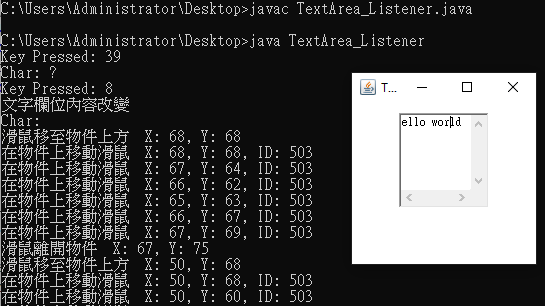 C:\Users\Administrator\Desktop>javac TextArea_Listener.java
C:\Users\Administrator\Desktop>java TextArea_Listener
Key Pressed: 39
Char: ?
Key Pressed: 8
文字欄位內容改變
Char:
滑鼠移至物件上方 X: 68, Y: 68
在物件上移動滑鼠 X: 68, Y: 68, ID: 503
在物件上移動滑鼠 X: 67, Y: 64, ID: 503
在物件上移動滑鼠 X: 66, Y: 62, ID: 503
在物件上移動滑鼠 X: 65, Y: 63, ID: 503
在物件上移動滑鼠 X: 66, Y: 67, ID: 503
在物件上移動滑鼠 X: 67, Y: 69, ID: 503
滑鼠離開物件 X: 67, Y: 75
滑鼠移至物件上方 X: 50, Y: 68
在物件上移動滑鼠 X: 50, Y: 68, ID: 503
在物件上移動滑鼠 X: 50, Y: 60, ID: 503
T...
ello world